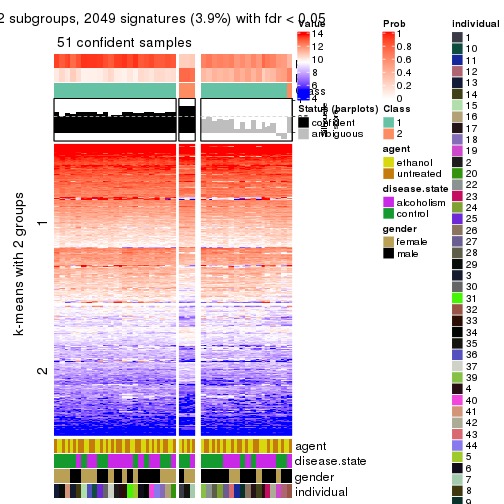 2 subgroups, 2049 signatures (3.9%) with fdr < 0.05
51 confident samples
k-means with 2 groups
1
2
agent
disease.state
gender
individual
Value
14
12
10
8
6
4
Status (barplots)
confident
ambiguous
Prob
1
0.8
0.6
0.4
0.2
0
Class
1
2
agent
ethanol
untreated
disease.state
alcoholism
control
gender
female
male
individual
1
10
11
12
13
14
15
16
17
18
19
2
20
22
23
24
25
26
27
28
29
3
30
31
32
33
34
35
36
37
39
4
40
41
42
43
44
5
6
7
8
9